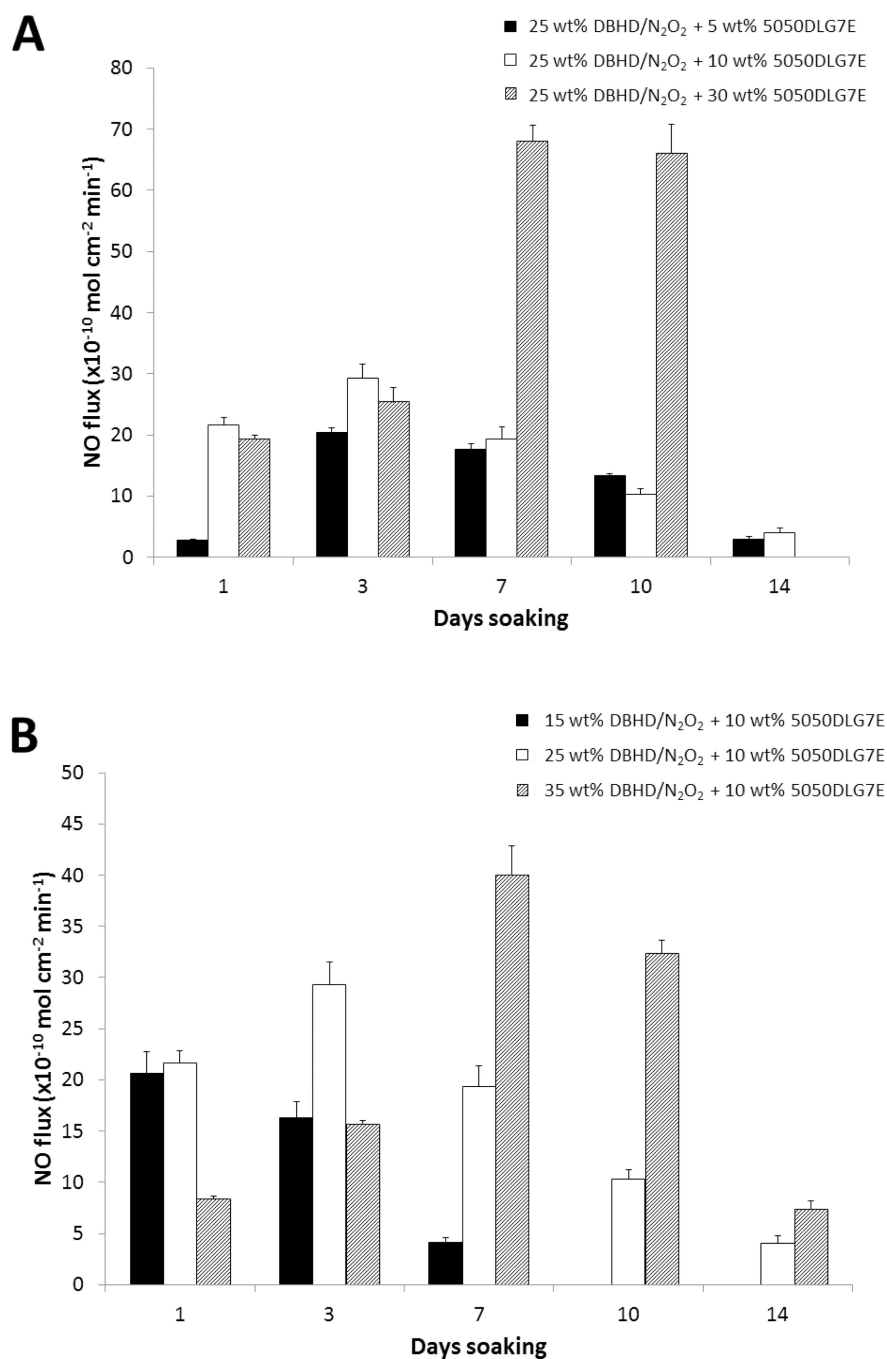 A
25 wt% DBHD/N₂O₂ + 5 wt% 5050DLG7E
25 wt% DBHD/N₂O₂ + 10 wt% 5050DLG7E
25 wt% DBHD/N₂O₂ + 30 wt% 5050DLG7E
NO flux (x10⁻¹⁰ mol cm⁻² min⁻¹)
80
70
60
50
40
30
20
10
0
1 3 7 10 14
Days soaking
B
15 wt% DBHD/N₂O₂ + 10 wt% 5050DLG7E
25 wt% DBHD/N₂O₂ + 10 wt% 5050DLG7E
35 wt% DBHD/N₂O₂ + 10 wt% 5050DLG7E
NO flux (x10⁻¹⁰ mol cm⁻² min⁻¹)
50
45
40
35
30
25
20
15
10
5
0
1 3 7 10 14
Days soaking